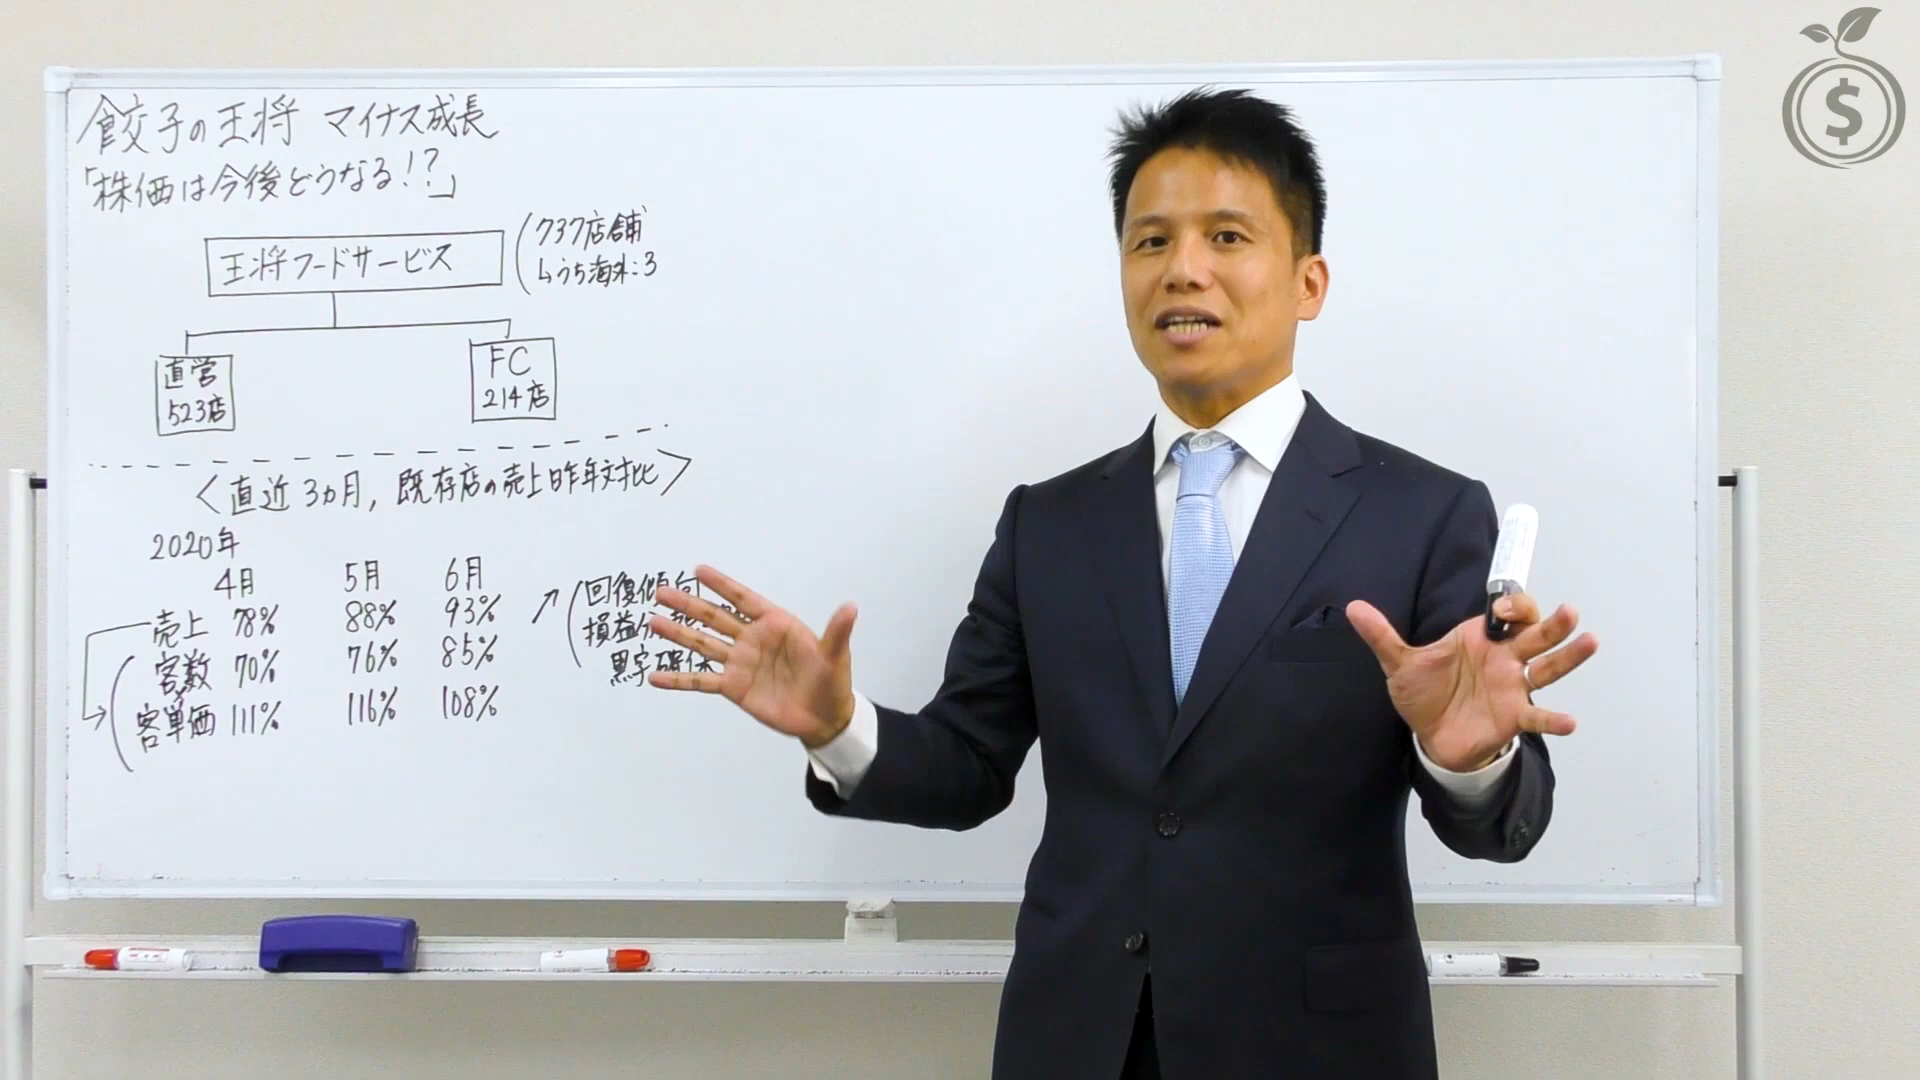 餃子の王将 マイナス成長
「株価は今後どうなる!?」
王将フードサービス
737店舗
↳うち海外:3
直営
523店
FC
214店
<直近3ヵ月, 既存店の売上昨年対比>
2020年
4月 5月 6月
売上 78% 88% 93%
客数 70% 76% 85%
×
客単価 111% 116% 108%
↗ 回復傾向
損益分
黒字確保
$